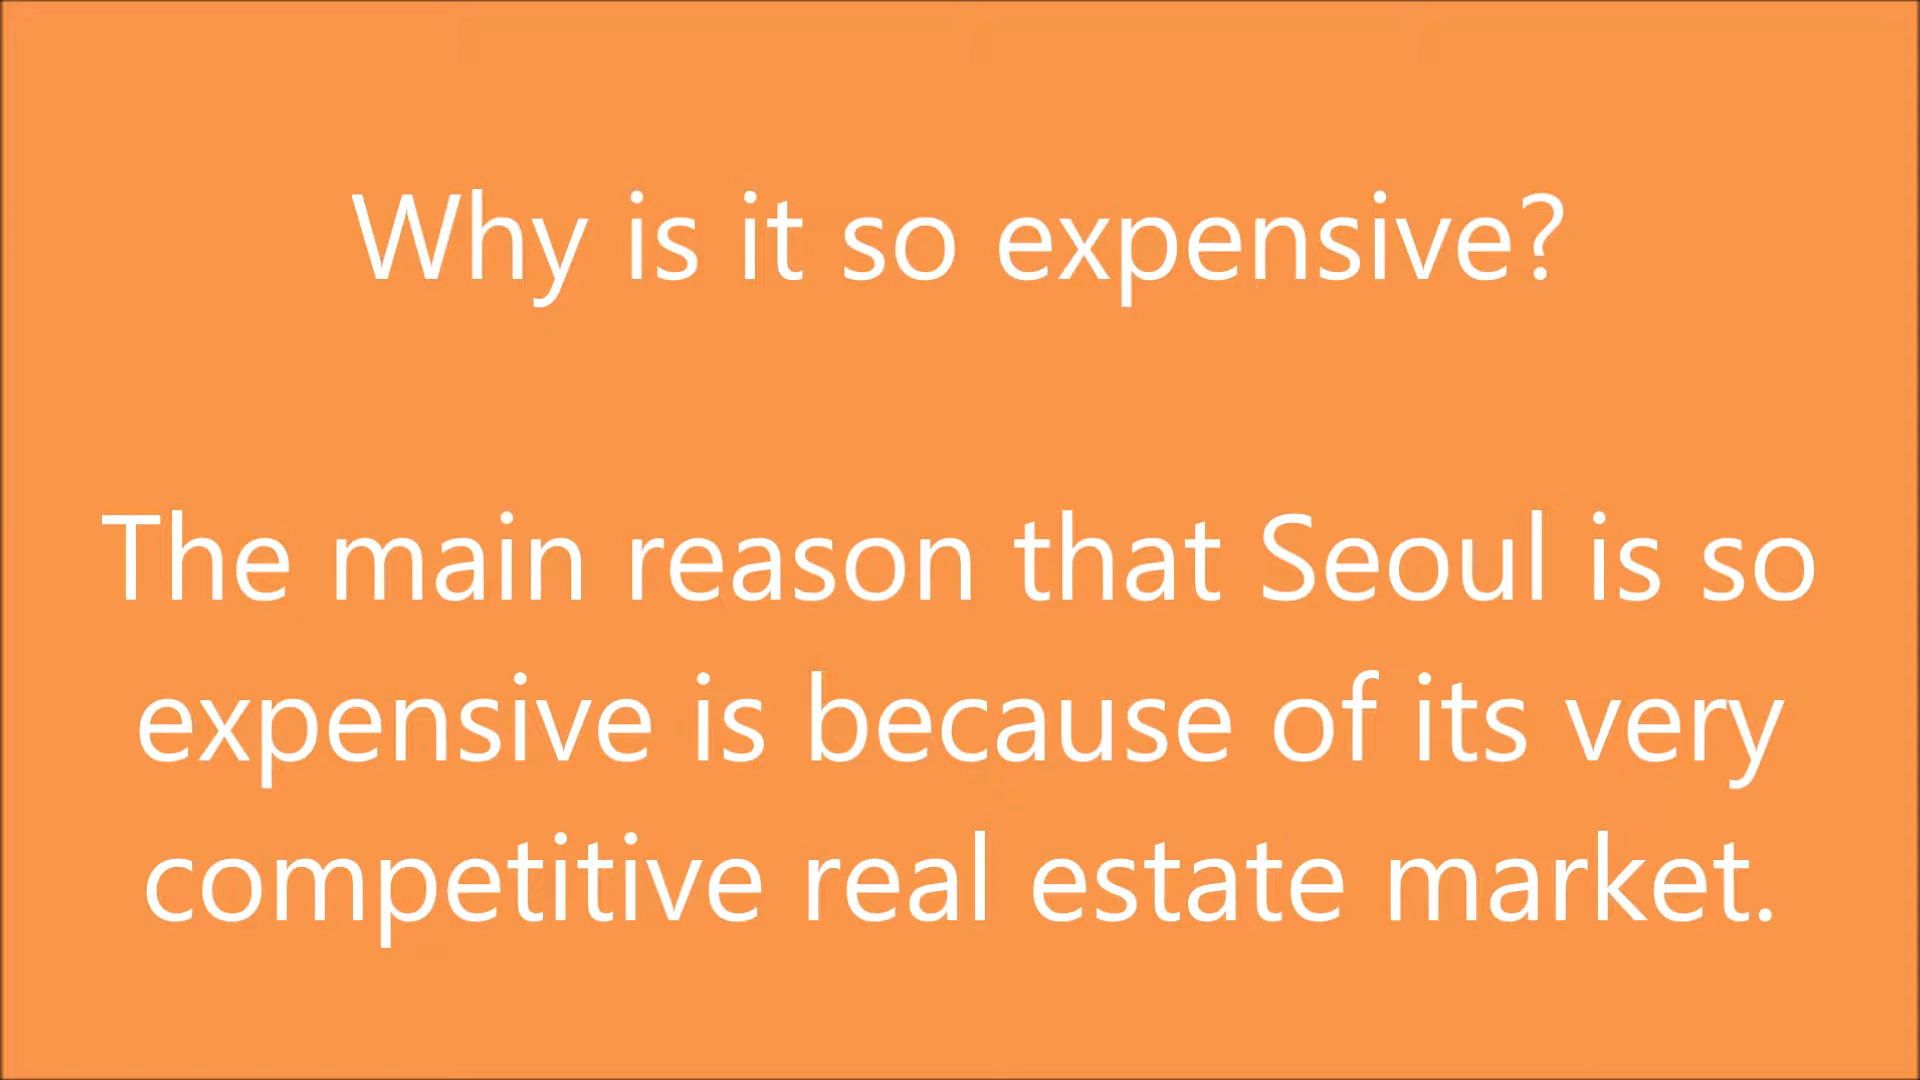 Why is it so expensive?
The main reason that Seoul is so
expensive is because of its very
competitive real estate market.